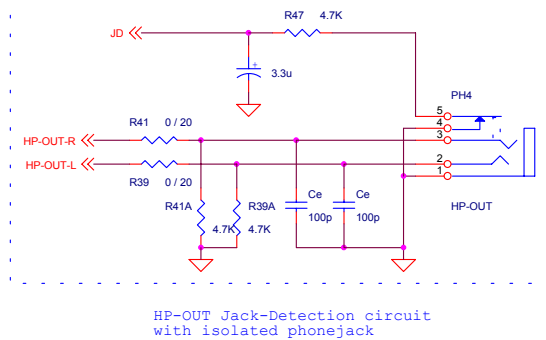 R47 4.7K
JD
+
3.3u
PH4
5
4
3
2
1
R41 0 / 20
HP-OUT-R
HP-OUT-L
R39 0 / 20
R41A
4.7K
R39A
4.7K
Ce
100p
Ce
100p
HP-OUT
HP-OUT Jack-Detection circuit
with isolated phonejack